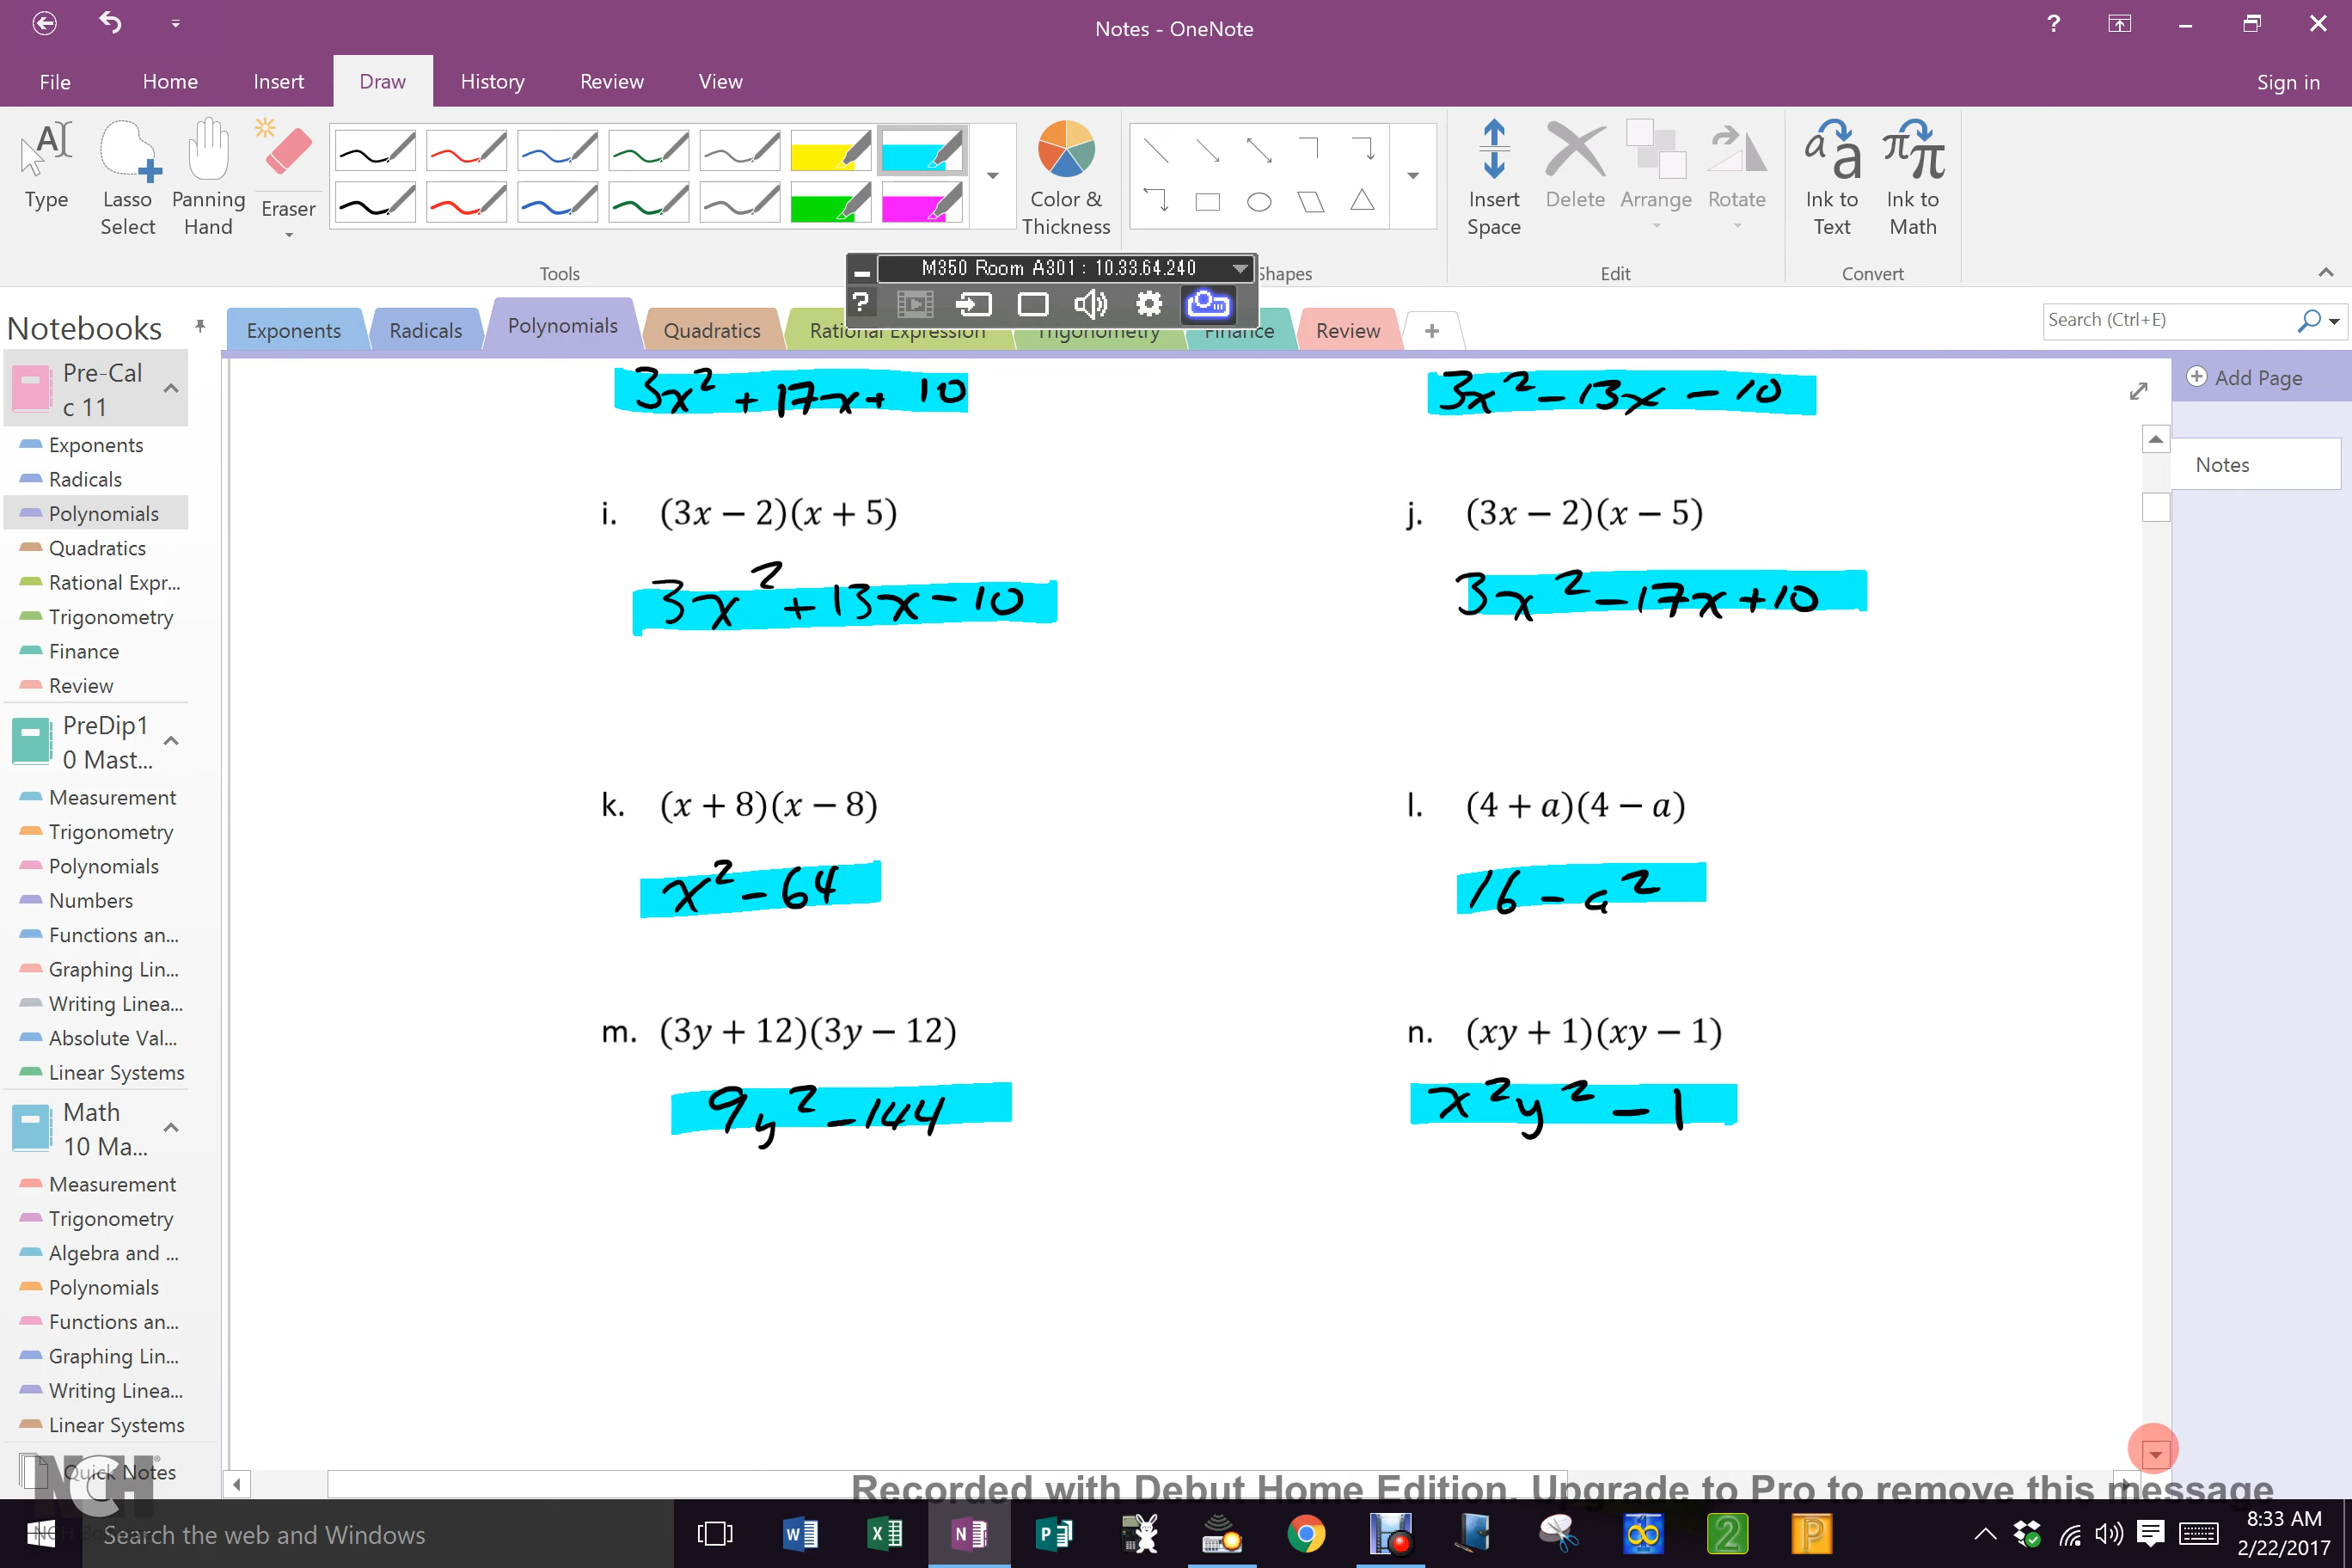 Notes - OneNote
?
File Home Insert Draw History Review View Sign in
Type
Lasso Select
Panning Hand
Eraser
Color & Thickness
Insert Space
Delete
Arrange
Rotate
Ink to Text
Ink to Math
Tools
Shapes
Edit
Convert
M350 Room A301 : 10.33.64.240
?
Notebooks
Exponents Radicals Polynomials Quadratics Rational Expression Trigonometry Finance Review +
Search (Ctrl+E)
Add Page
Notes
Pre-Cal
c 11
Exponents
Radicals
Polynomials
Quadratics
Rational Expr...
Trigonometry
Finance
Review
PreDip1
0 Mast...
Measurement
Trigonometry
Polynomials
Numbers
Functions an...
Graphing Lin...
Writing Linea...
Absolute Val...
Linear Systems
Math
10 Ma...
Measurement
Trigonometry
Algebra and ...
Polynomials
Functions an...
Graphing Lin...
Writing Linea...
Linear Systems
Quick Notes
3x² + 17x + 10
3x² − 13x − 10
i. (3x − 2)(x + 5)
j. (3x − 2)(x − 5)
3x² + 13x − 10
3x² − 17x + 10
k. (x + 8)(x − 8)
l. (4 + a)(4 − a)
x² − 64
16 − a²
m. (3y + 12)(3y − 12)
n. (xy + 1)(xy − 1)
9y² − 144
x²y² − 1
NCH
Recorded with Debut Home Edition. Upgrade to Pro to remove this message
Search the web and Windows
8:33 AM
2/22/2017